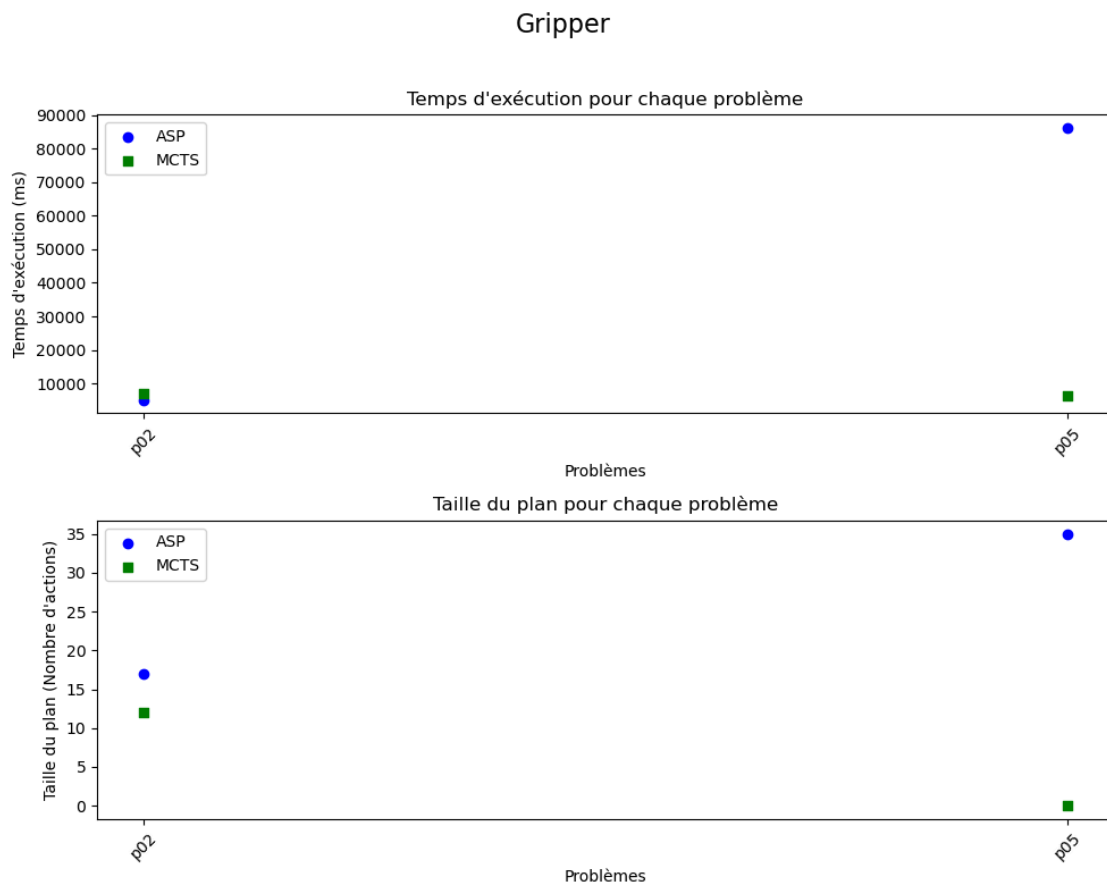 Gripper
Temps d'exécution pour chaque problème
Temps d'exécution (ms)
90000
80000
70000
60000
50000
40000
30000
20000
10000
ASP
MCTS
p02
p05
Problèmes
Taille du plan pour chaque problème
Taille du plan (Nombre d'actions)
35
30
25
20
15
10
5
0
ASP
MCTS
p02
p05
Problèmes